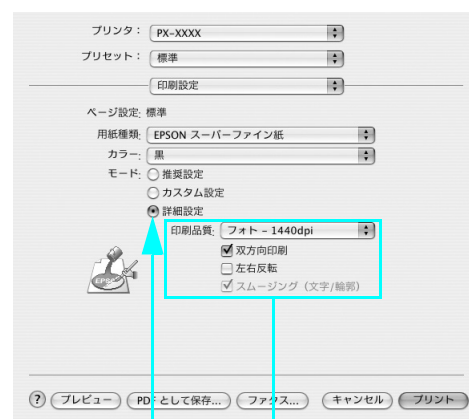 プリンタ： PX-XXXX
プリセット： 標準
印刷設定
ページ設定: 標準
用紙種類: EPSON スーパーファイン紙
カラー: 黒
モード: 推奨設定
カスタム設定
詳細設定
印刷品質: フォト – 1440dpi
双方向印刷
左右反転
スムージング（文字/輪郭）
EPSON
? プレビュー PDF として保存... ファクス... キャンセル プリント